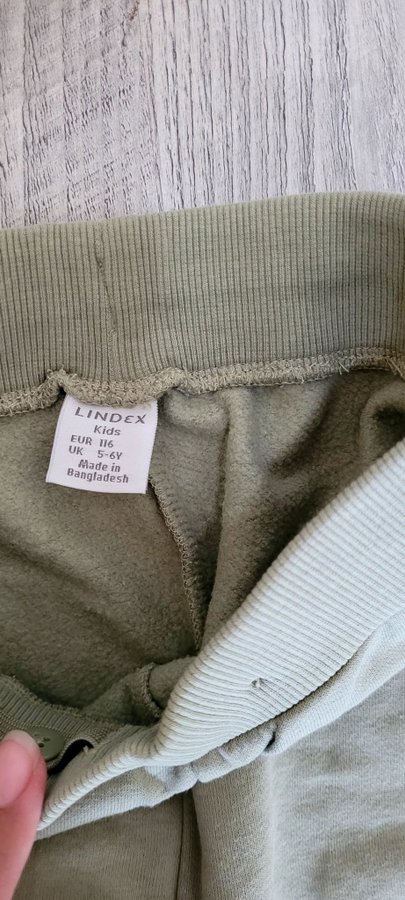 LINDEX
Kids
EUR 116
UK 5-6Y
Made in
Bangladesh